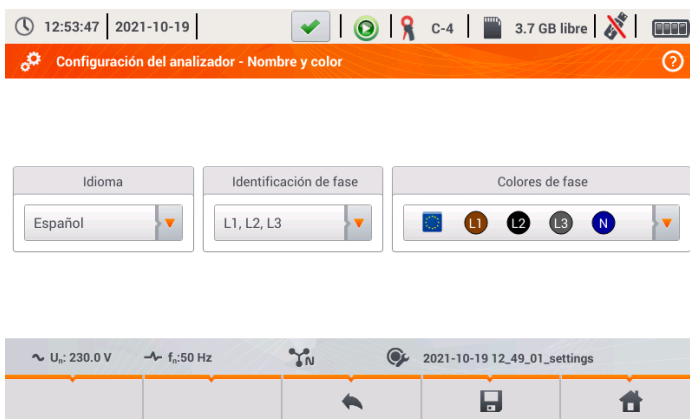 12:53:47 2021-10-19 C-4 3.7 GB libre
Configuración del analizador - Nombre y color ?
Idioma Identificación de fase Colores de fase
Español L1, L2, L3 L1 L2 L3 N
Un: 230.0 V fn:50 Hz N 2021-10-19 12_49_01_settings